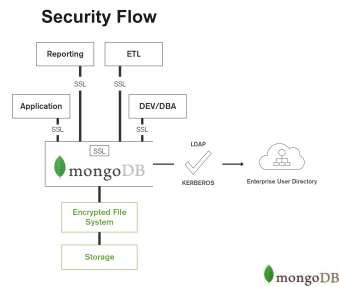 Security Flow
Reporting
ETL
SSL
SSL
Application
DEV/DBA
SSL
SSL
SSL
mongoDB
LDAP
KERBEROS
Enterprise User Directory
Encrypted File
System
Storage
mongoDB